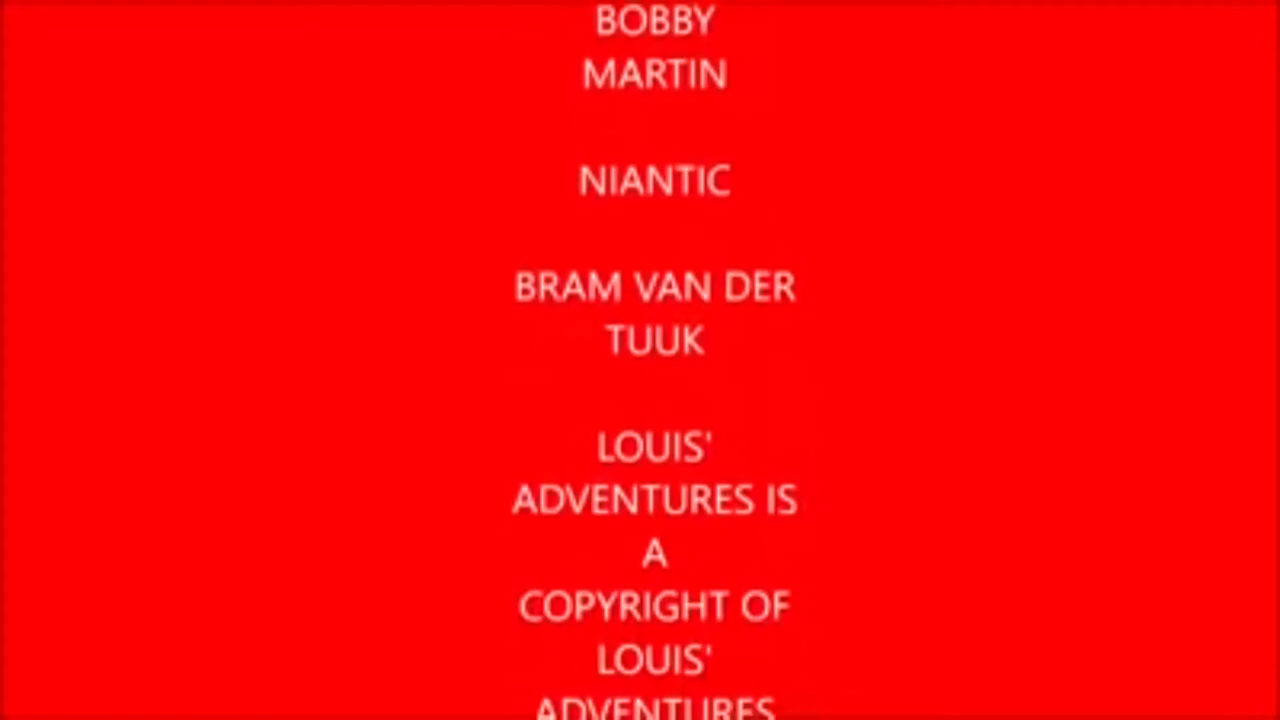 BOBBY
MARTIN
NIANTIC
BRAM VAN DER
TUUK
LOUIS'
ADVENTURES IS
A
COPYRIGHT OF
LOUIS'
ADVENTURES